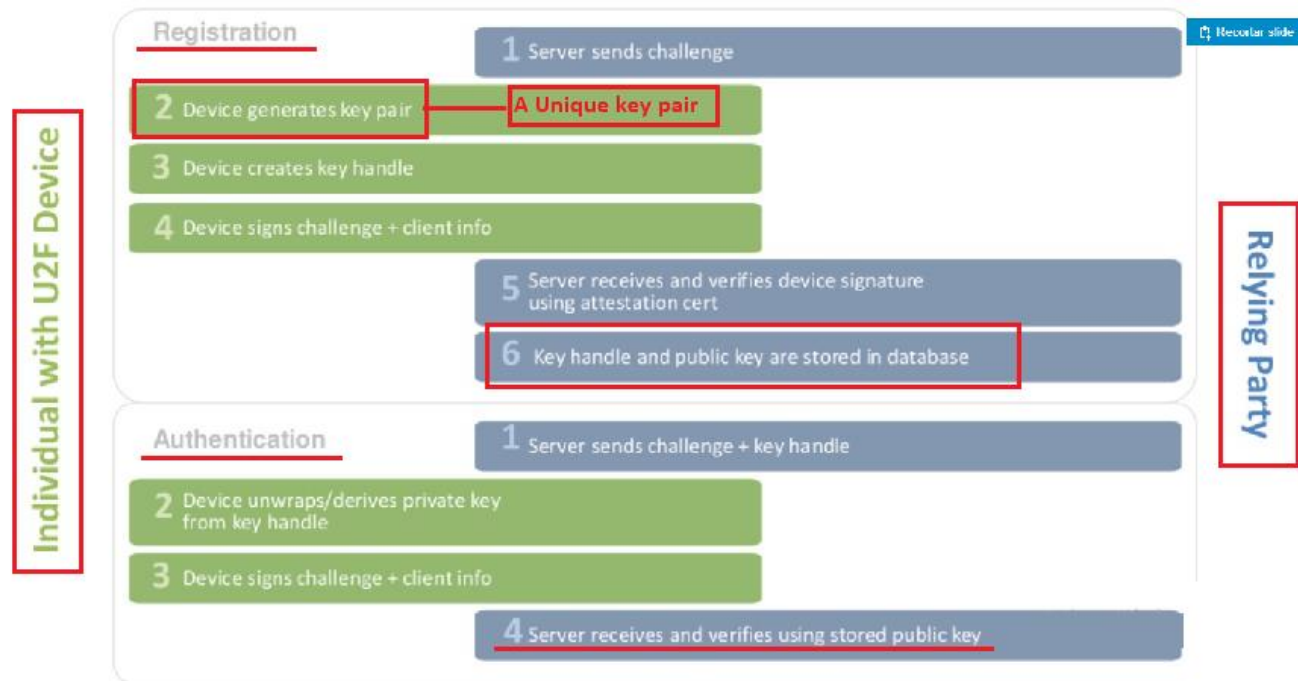 Registration
1 Server sends challenge
Recortar slide
2 Device generates key pair
A Unique key pair
3 Device creates key handle
4 Device signs challenge + client info
5 Server receives and verifies device signature
using attestation cert
6 Key handle and public key are stored in database
Individual with U2F Device
Relying Party
Authentication
1 Server sends challenge + key handle
2 Device unwraps/derives private key
from key handle
3 Device signs challenge + client info
4 Server receives and verifies using stored public key